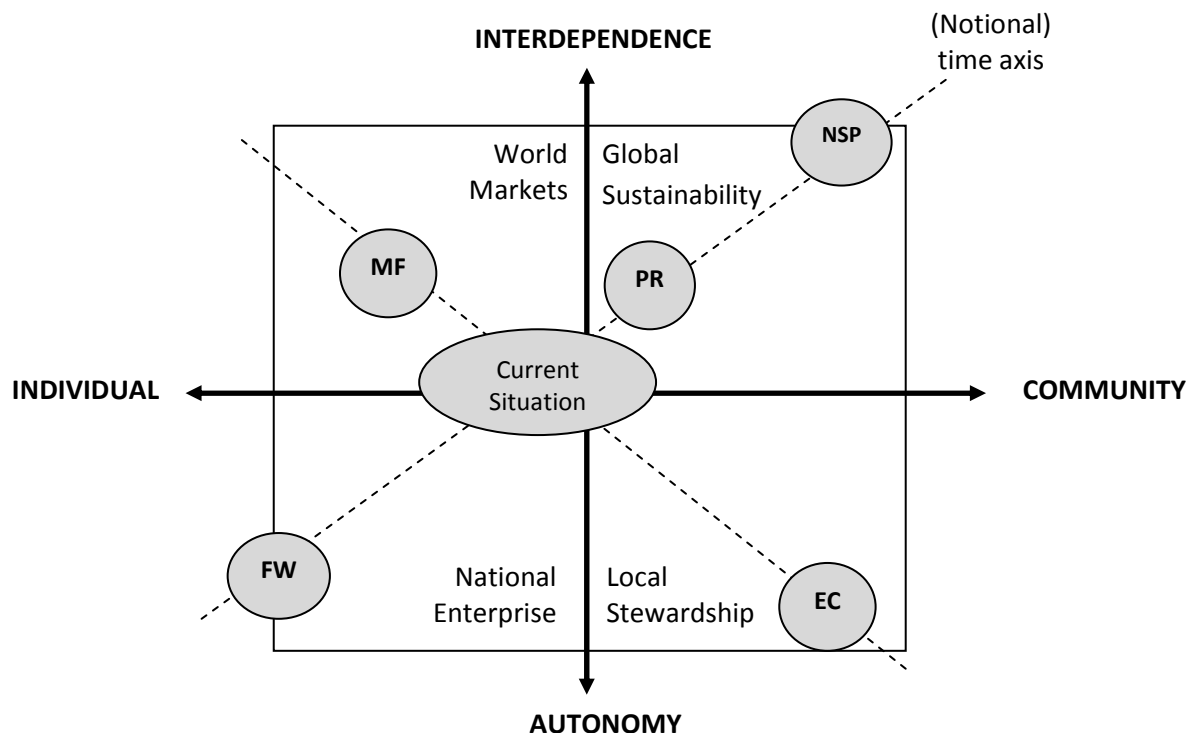 (Notional)
time axis
INTERDEPENDENCE
NSP
World
Markets
Global
Sustainability
MF
PR
Current
Situation
INDIVIDUAL
COMMUNITY
FW
National
Enterprise
Local
Stewardship
EC
AUTONOMY